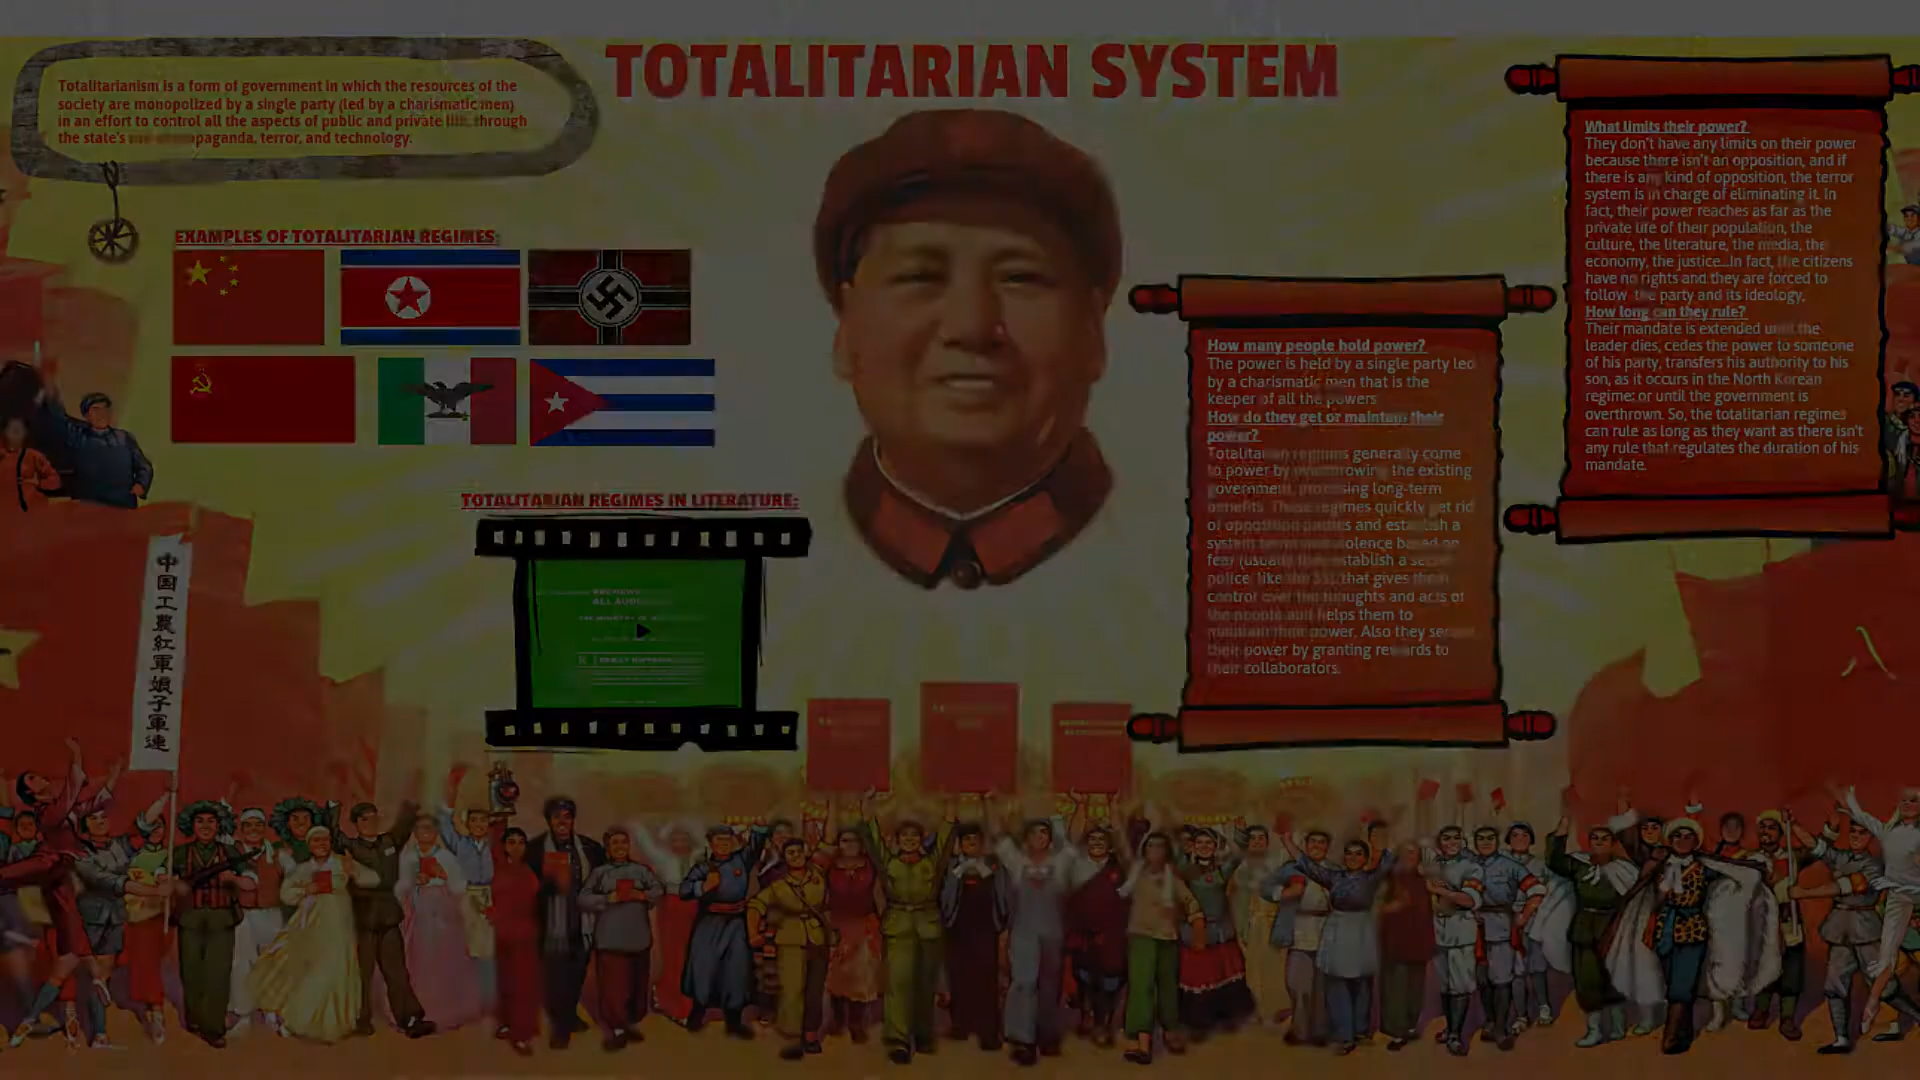 TOTALITARIAN SYSTEM
Totalitarianism is a form of government in which the resources of the
society are monopolized by a single party (led by a charismatic men)
in an effort to control all the aspects of public and private life through
the state's paganda, terror, and technology.
EXAMPLES OF TOTALITARIAN REGIMES:
TOTALITARIAN REGIMES IN LITERATURE:
中国工農紅軍娘子軍連
How many people hold power?
The power is held by a single party led
by a charismatic men that is the
keeper of all the powers
How do they get or maintain their
power?
Totalitarian regimes generally come
to power by overthrowing the existing
government, promising long-term
benefits. These regimes quickly get rid
of opposition parties and establish a
system violence based on
fear (usually they establish a secret
police, like the SS), that gives them
control over the thoughts and acts of
the people and helps them to
maintain their power. Also they secure
their power by granting rewards to
their collaborators.
What limits their power?
They don't have any limits on their power
because there isn't an opposition, and if
there is any kind of opposition, the terror
system is in charge of eliminating it. In
fact, their power reaches as far as the
private life of their population, the
culture, the literature, the media, the
economy, the justice...In fact, the citizens
have no rights and they are forced to
follow the party and its ideology.
How long can they rule?
Their mandate is extended until the
leader dies, cedes the power to someone
of his party, transfers his authority to his
son, as it occurs in the North Korean
regime; or until the government is
overthrown. So, the totalitarian regimes
can rule as long as they want as there isn't
any rule that regulates the duration of his
mandate.